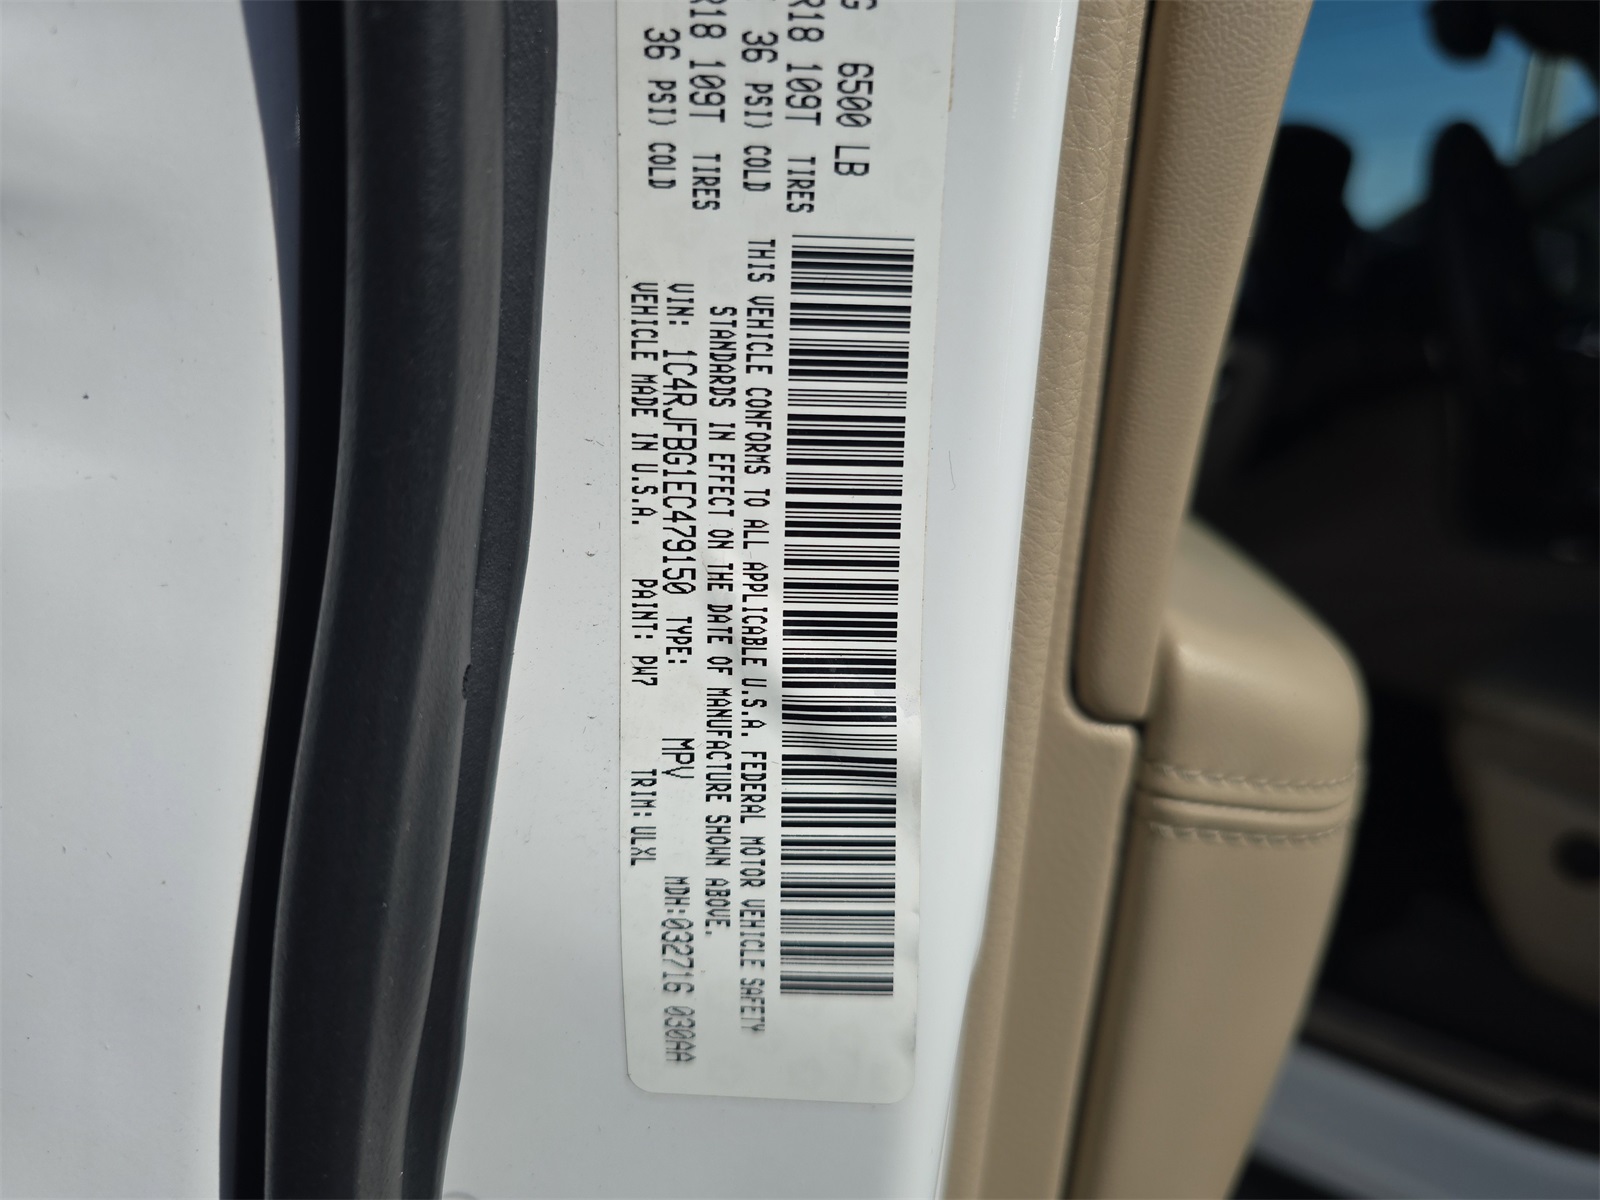 6500 LB
R18 109T TIRES
36 PSI) COLD
R18 109T TIRES
36 PSI) COLD
THIS VEHICLE CONFORMS TO ALL APPLICABLE U.S.A. FEDERAL MOTOR VEHICLE SAFETY
STANDARDS IN EFFECT ON THE DATE OF MANUFACTURE SHOWN ABOVE.
VIN: 1C4RJFBG1EC479150 TYPE: MPV MDH:032716 030AA
VEHICLE MADE IN U.S.A. PAINT: PW7 TRIM: ULXL